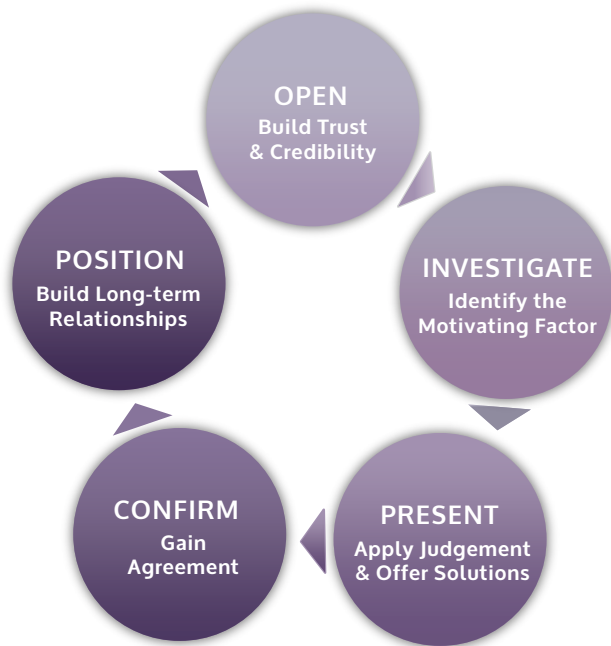 OPEN
Build Trust
& Credibility
INVESTIGATE
Identify the
Motivating Factor
PRESENT
Apply Judgement
& Offer Solutions
CONFIRM
Gain
Agreement
POSITION
Build Long-term
Relationships